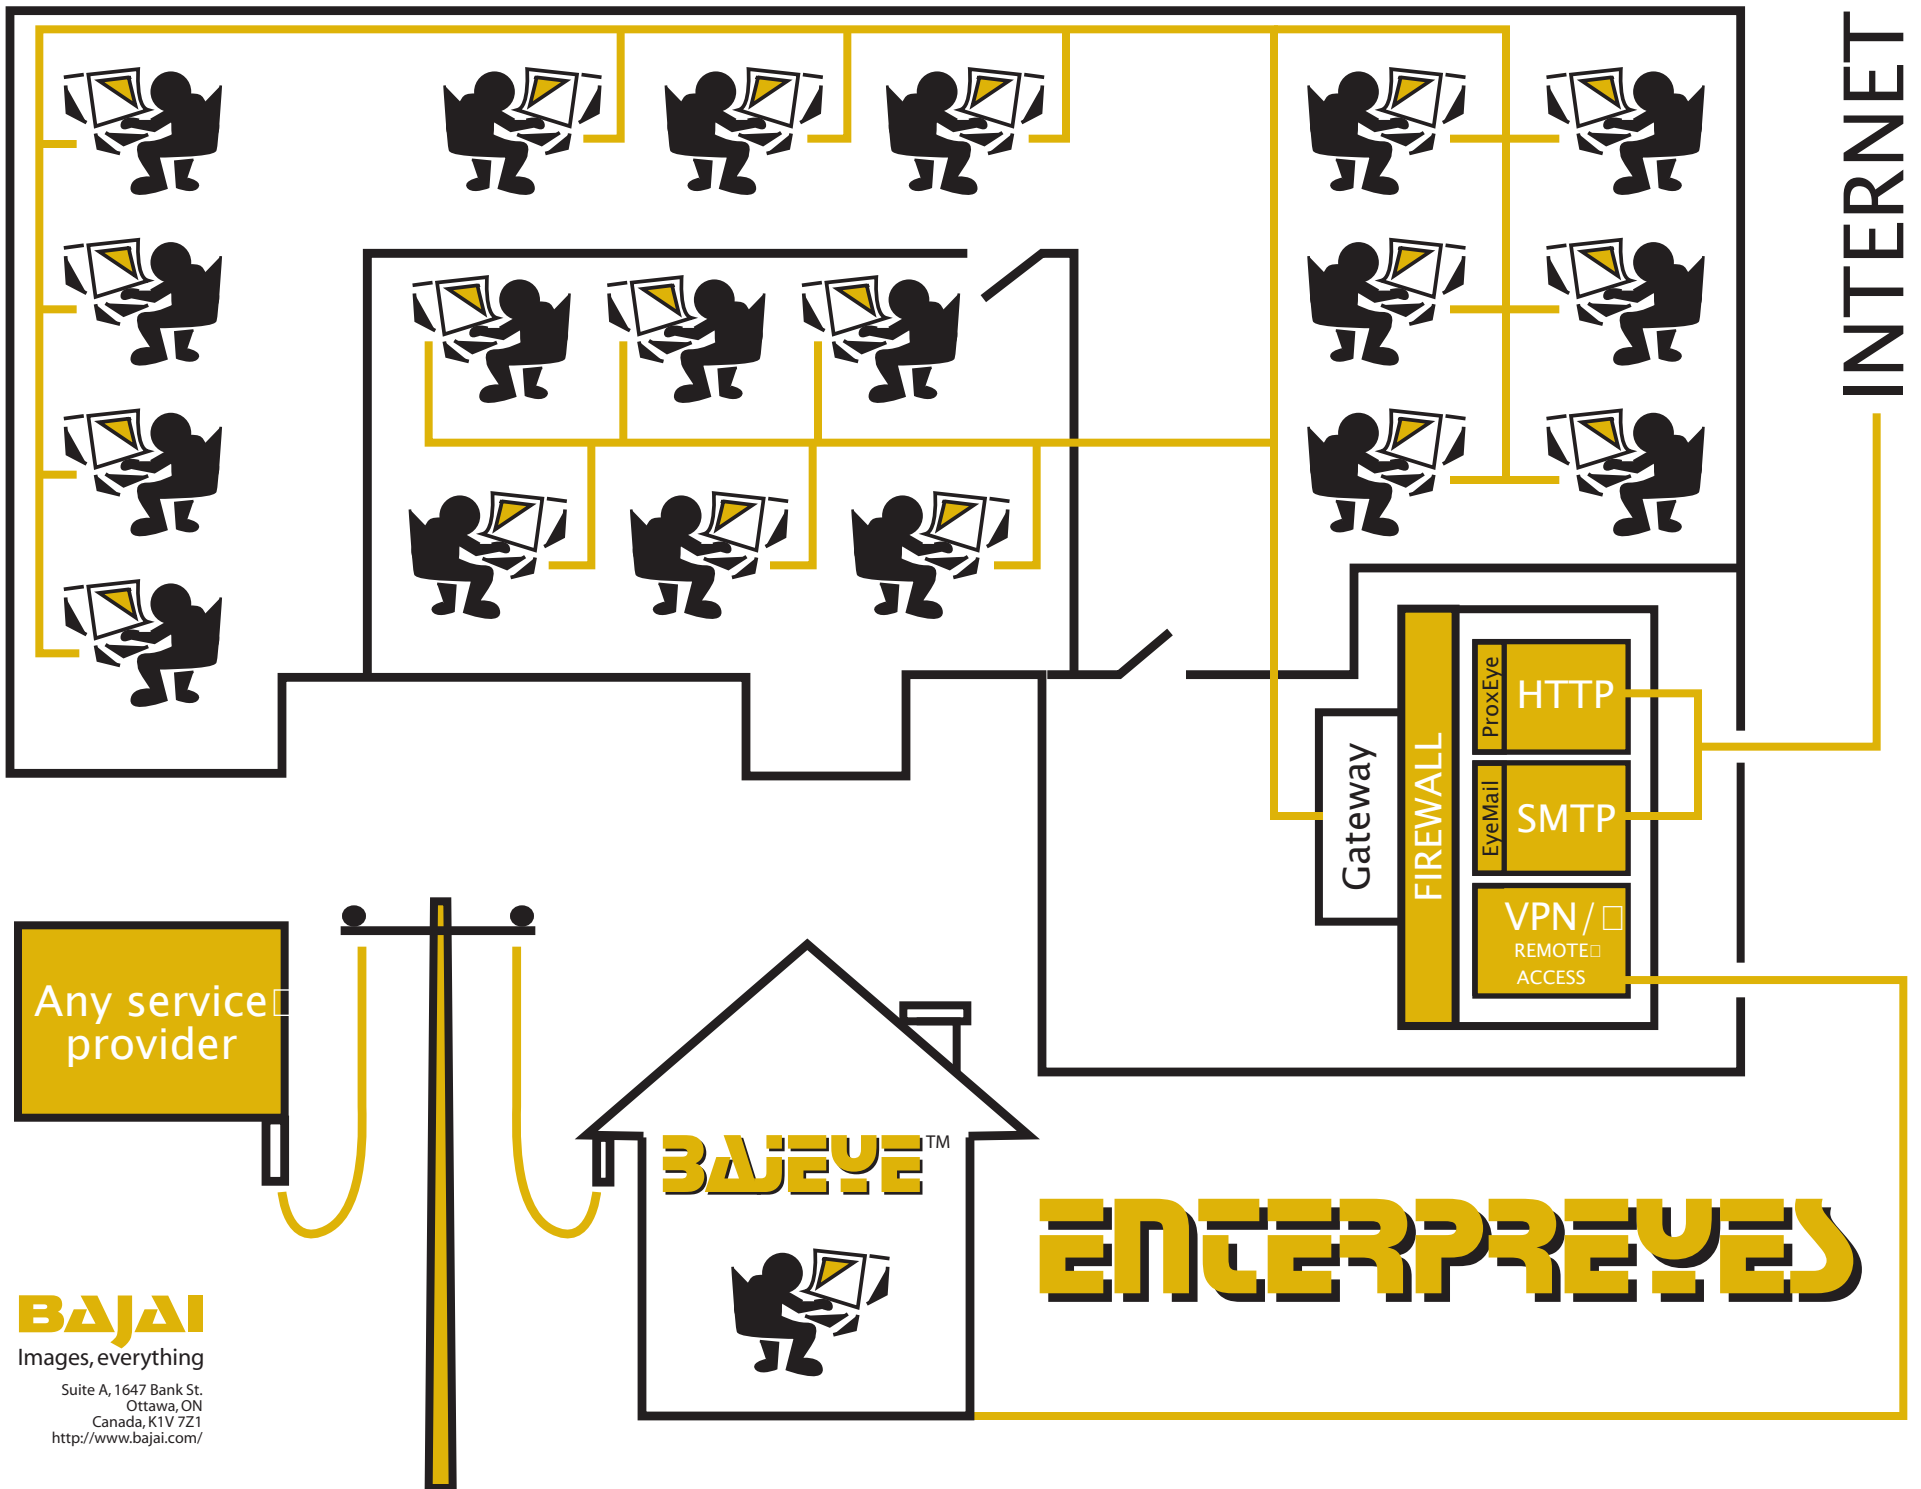 INTERNET
ProxEye
HTTP
EyeMail
SMTP
Gateway
FIREWALL
VPN/
REMOTE
ACCESS
Any service
provider
BAJEYE™
ENTERPREYES
BAJAI
Images, everything
Suite A, 1647 Bank St.
Ottawa, ON
Canada, K1V 7Z1
http://www.bajai.com/